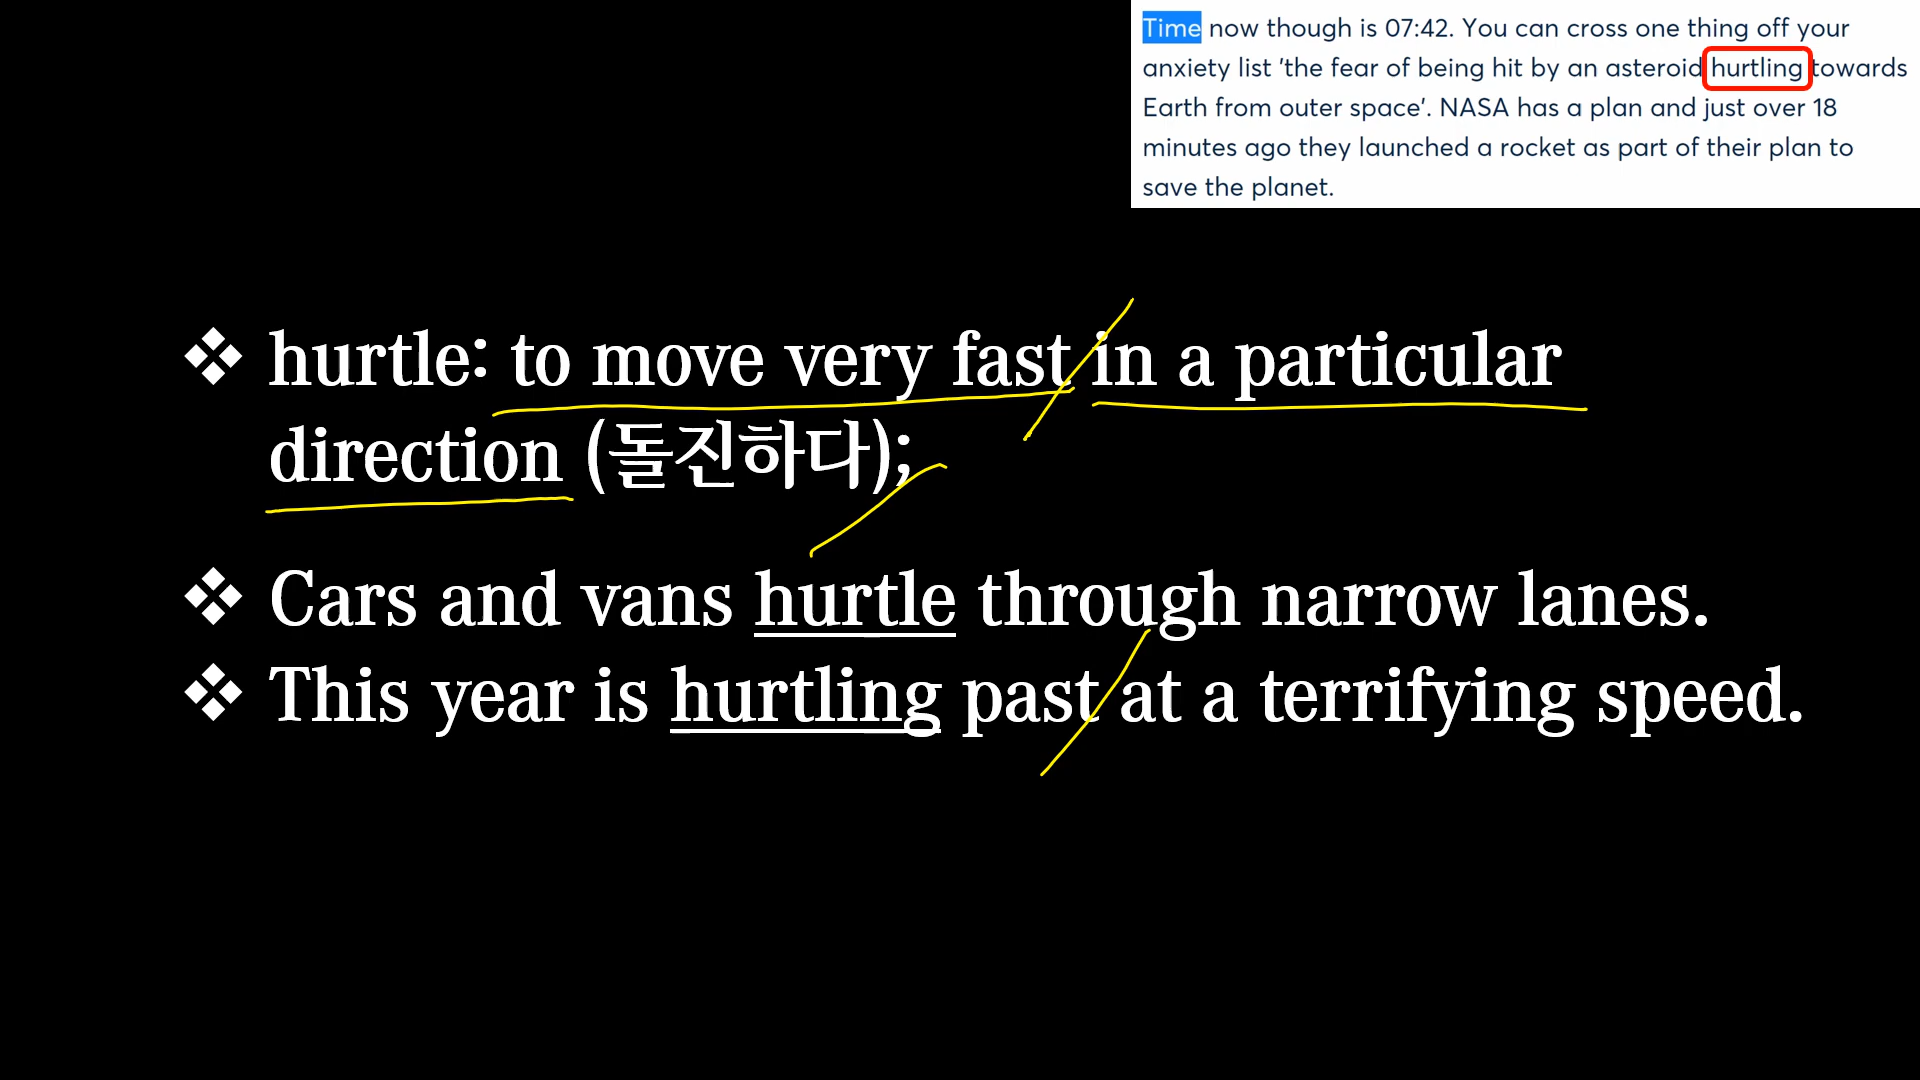 Time now though is 07:42. You can cross one thing off your
anxiety list 'the fear of being hit by an asteroid hurtling towards
Earth from outer space'. NASA has a plan and just over 18
minutes ago they launched a rocket as part of their plan to
save the planet.
❖ hurtle: to move very fast in a particular
direction (돌진하다);
❖ Cars and vans hurtle through narrow lanes.
❖ This year is hurtling past at a terrifying speed.